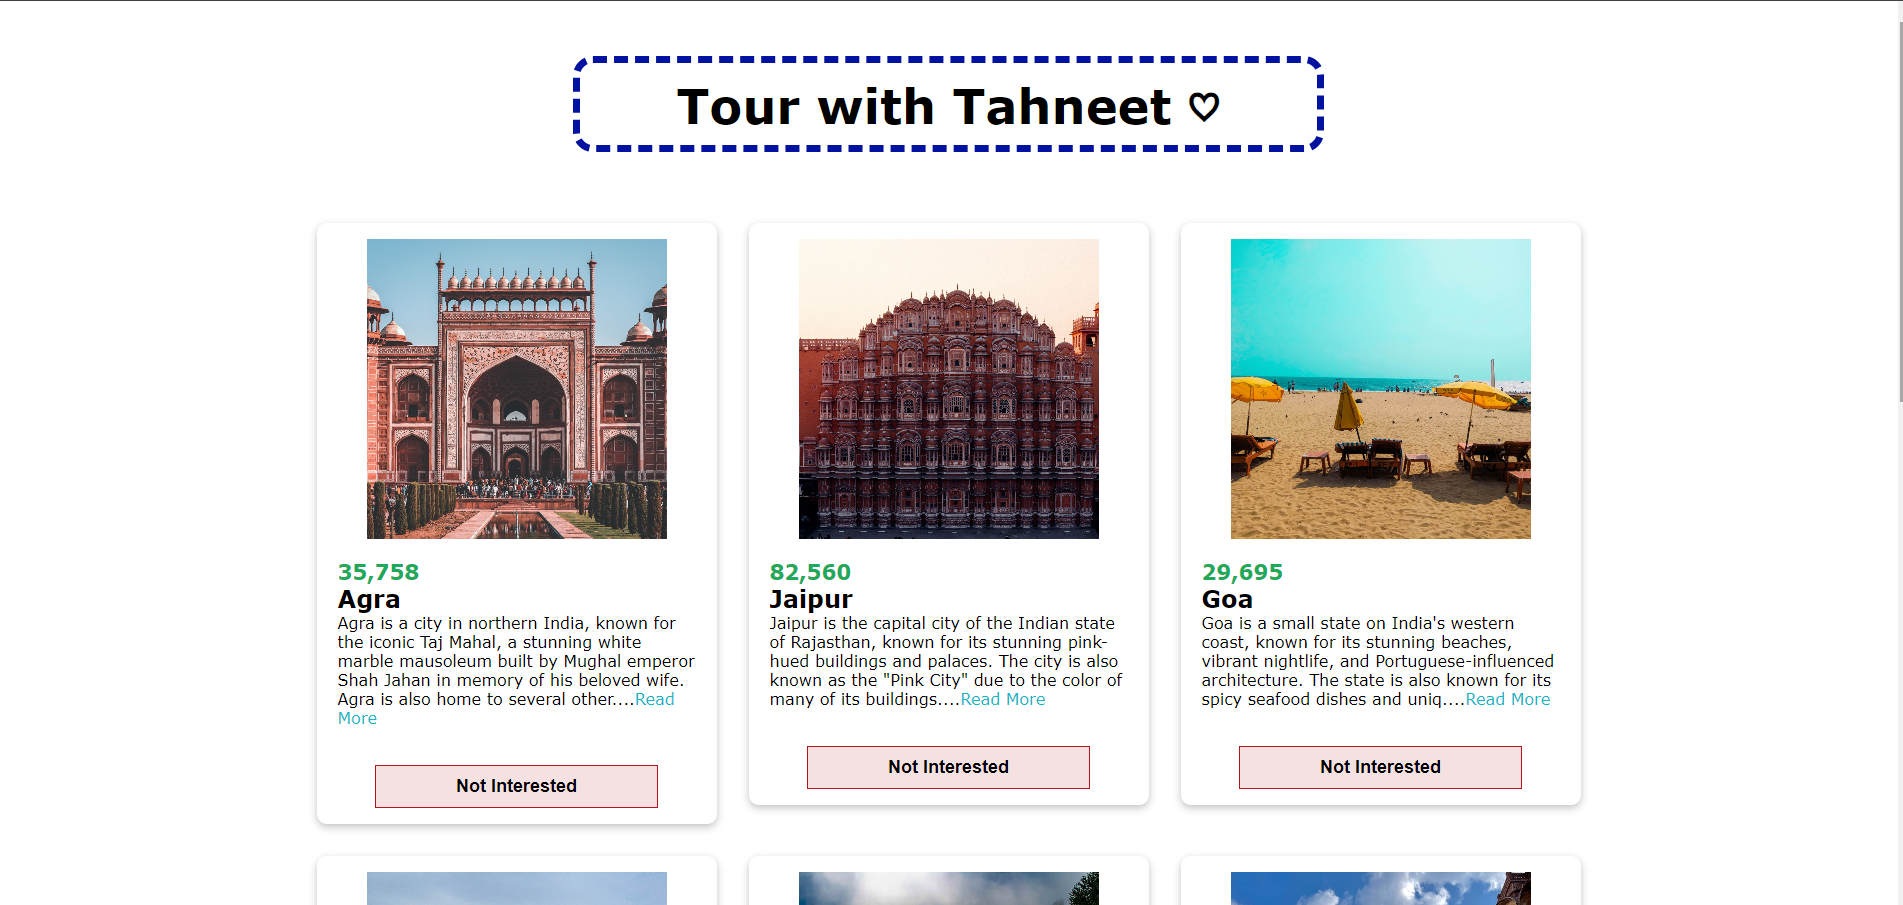 Tour with Tahneet ♡
35,758
Agra
Agra is a city in northern India, known for
the iconic Taj Mahal, a stunning white
marble mausoleum built by Mughal emperor
Shah Jahan in memory of his beloved wife.
Agra is also home to several other....Read
More
Not Interested
82,560
Jaipur
Jaipur is the capital city of the Indian state
of Rajasthan, known for its stunning pink-
hued buildings and palaces. The city is also
known as the "Pink City" due to the color of
many of its buildings....Read More
Not Interested
29,695
Goa
Goa is a small state on India's western
coast, known for its stunning beaches,
vibrant nightlife, and Portuguese-influenced
architecture. The state is also known for its
spicy seafood dishes and uniq....Read More
Not Interested